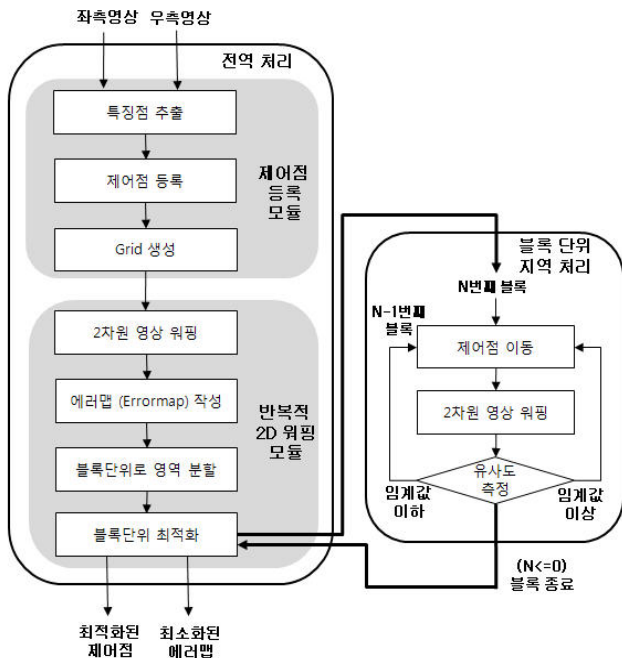 좌측영상
우측영상
전역 처리
특징점 추출
제어점 등록
Grid 생성
제어점
등록
모듈
2차원 영상 워핑
에러맵 (Errormap) 작성
블록단위로 영역 분할
블록단위 최적화
반복적
2D 워핑
모듈
최적화된
제어점
최소화된
에러맵
블록 단위
지역 처리
N번째 블록
N-1번째
블록
제어점 이동
2차원 영상 워핑
유사도
측정
임계값
이하
임계값
이상
(N<=0)
블록 종료